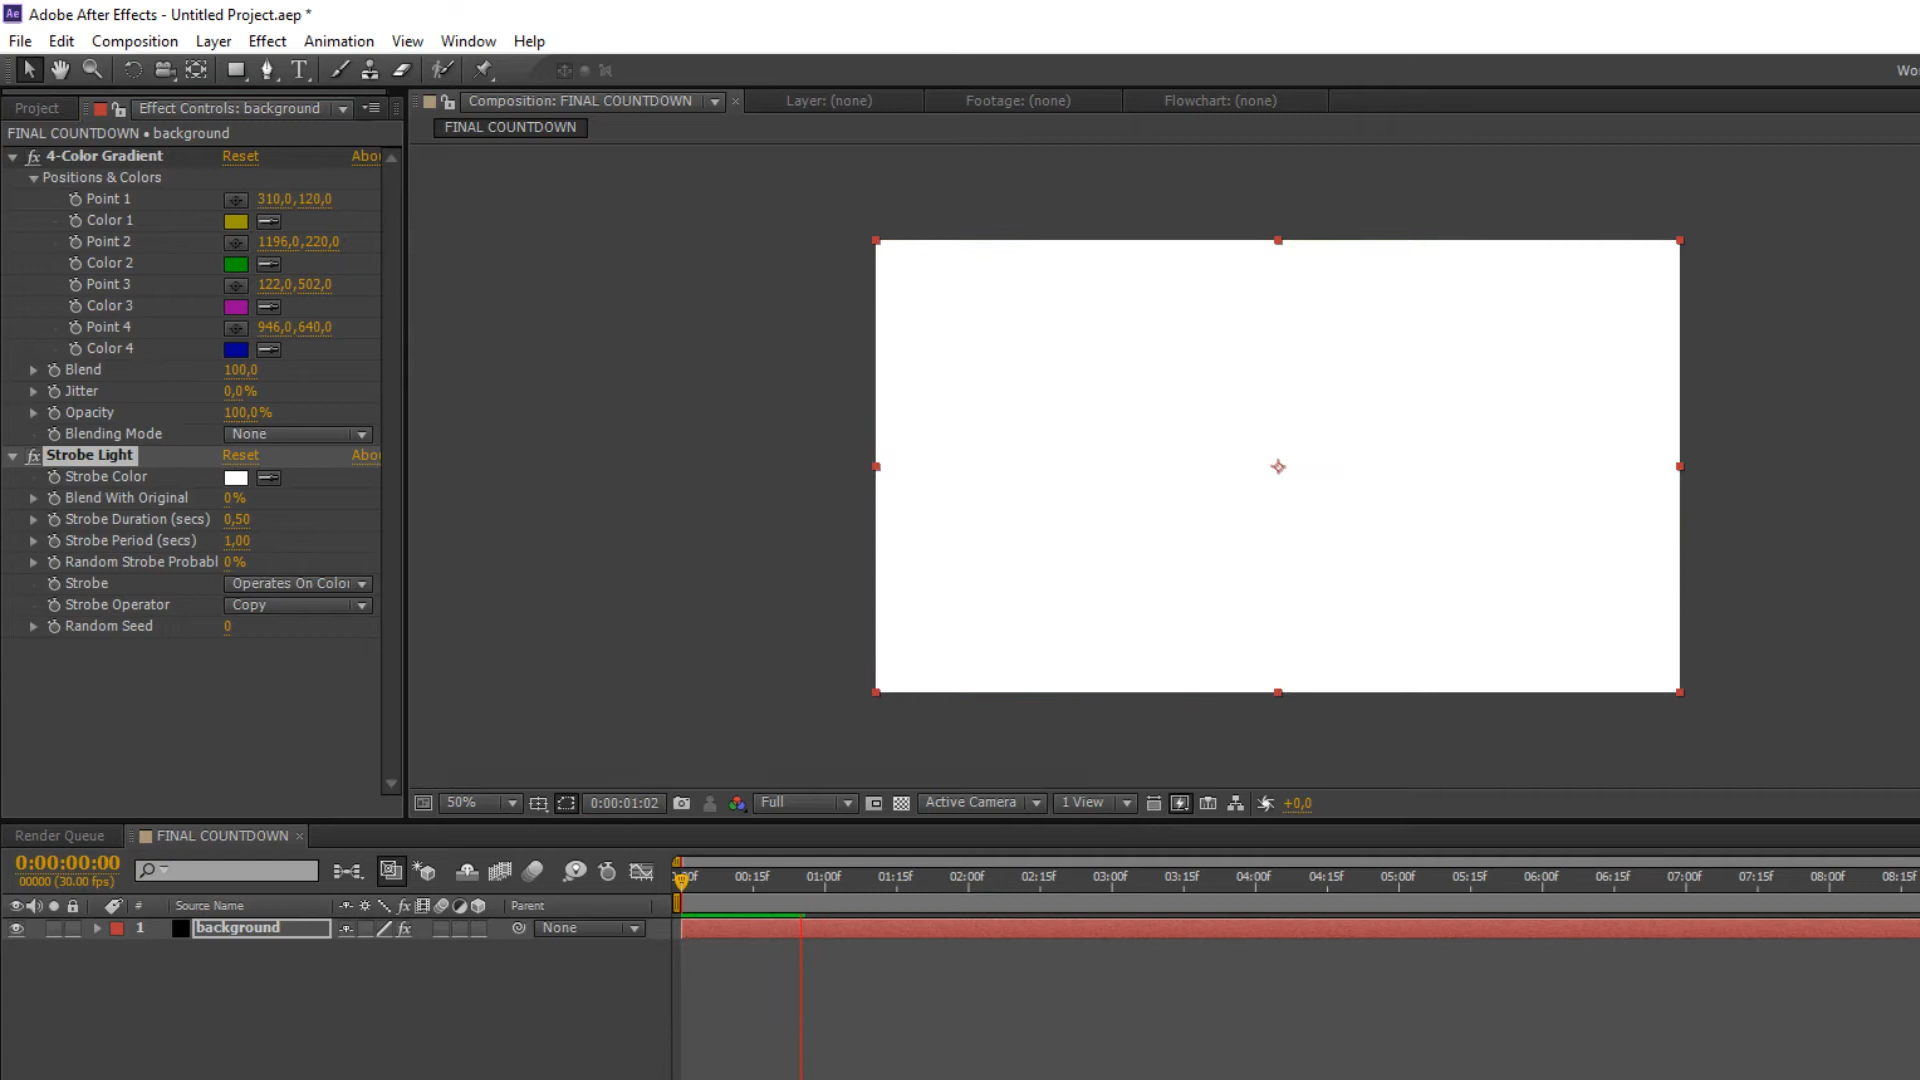 Ae Adobe After Effects - Untitled Project.aep *
File Edit Composition Layer Effect Animation View Window Help
Project Effect Controls: background
FINAL COUNTDOWN • background
fx 4-Color Gradient Reset
Positions & Colors
Point 1 310,0,120,0
Color 1
Point 2 1196,0,220,0
Color 2
Point 3 122,0,502,0
Color 3
Point 4 946,0,640,0
Color 4
Blend 100,0
Jitter 0,0%
Opacity 100,0%
Blending Mode None
fx Strobe Light Reset
Strobe Color
Blend With Original 0%
Strobe Duration (secs) 0,50
Strobe Period (secs) 1,00
Random Strobe Probabl 0%
Strobe Operates On Color
Strobe Operator Copy
Random Seed 0
Composition: FINAL COUNTDOWN Layer: (none) Footage: (none) Flowchart: (none)
FINAL COUNTDOWN
50% 0:00:01:02 Full Active Camera 1 View +0,0
Render Queue FINAL COUNTDOWN
0:00:00:00
00000 (30.00 fps)
00:15f 01:00f 01:15f 02:00f 02:15f 03:00f 03:15f 04:00f 04:15f 05:00f 05:15f 06:00f 06:15f 07:00f 07:15f 08:00f 08:15f
# Source Name fx Parent
1 background fx None